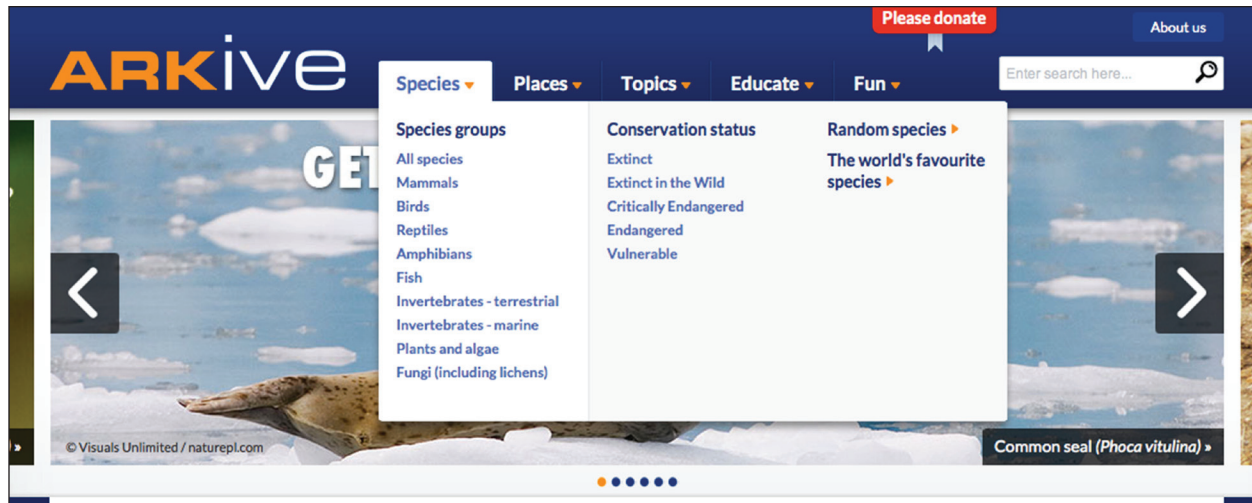 Please donate
About us
ARKive
Enter search here...
Species
Places
Topics
Educate
Fun
Species groups
All species
Mammals
Birds
Reptiles
Amphibians
Fish
Invertebrates - terrestrial
Invertebrates - marine
Plants and algae
Fungi (including lichens)
Conservation status
Extinct
Extinct in the Wild
Critically Endangered
Endangered
Vulnerable
Random species
The world's favourite
species
GET
© Visuals Unlimited / naturepl.com
Common seal (Phoca vitulina) »